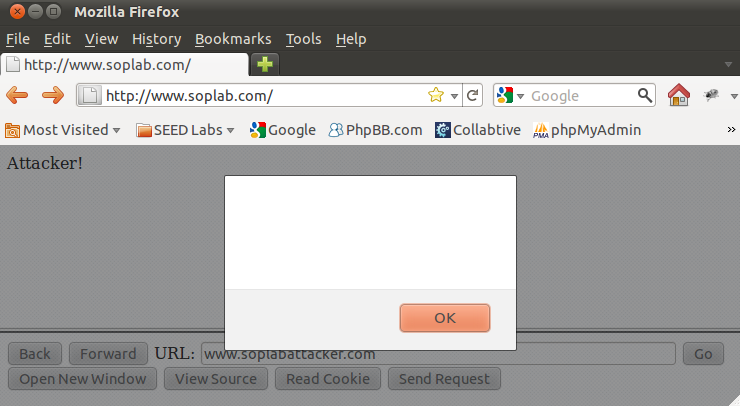 Mozilla Firefox
File Edit View History Bookmarks Tools Help
http://www.soplab.com/
http://www.soplab.com/ Google
Most Visited SEED Labs Google PhpBB.com Collabtive PMA phpMyAdmin »
Attacker!
OK
Back Forward URL: www.soplabattacker.com Go
Open New Window View Source Read Cookie Send Request